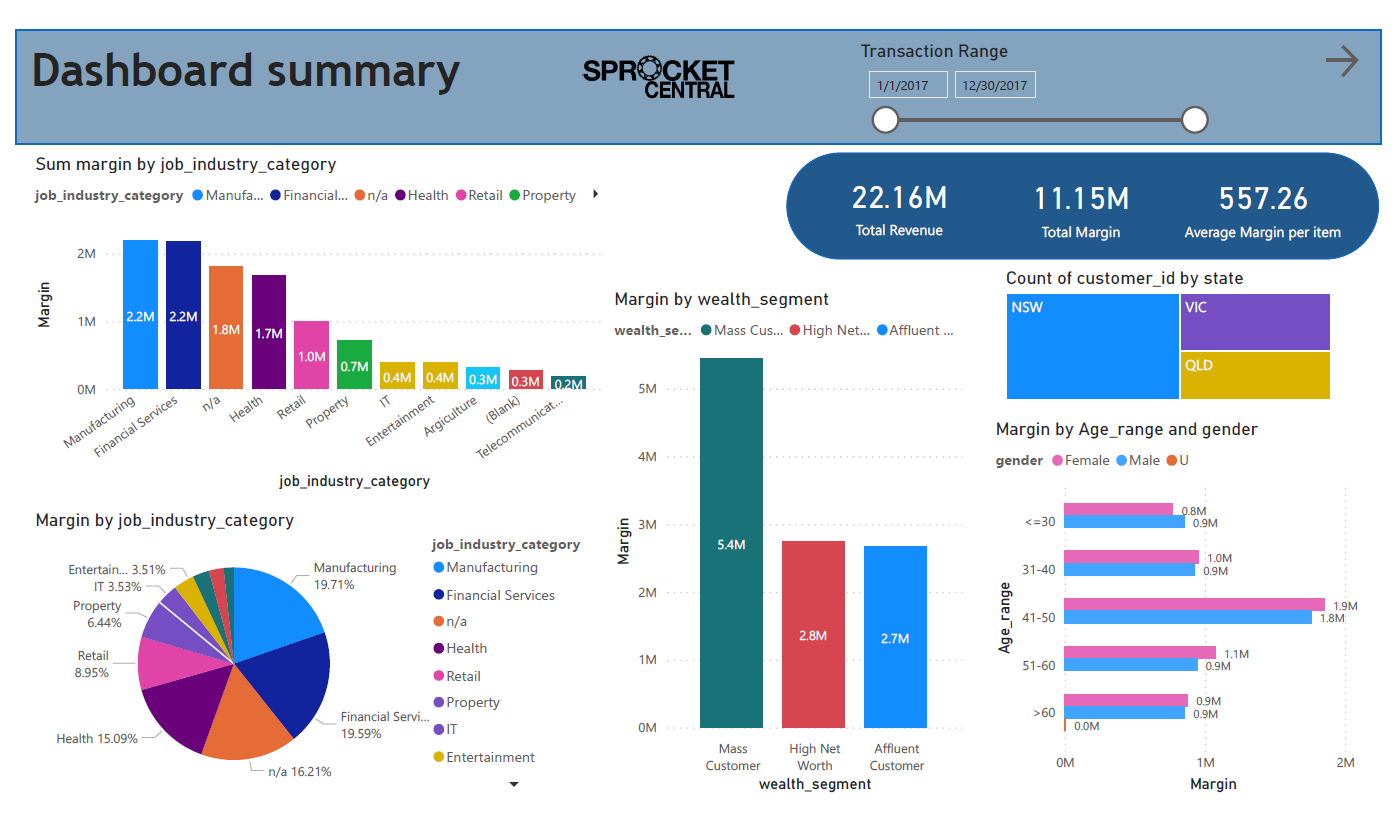 Dashboard summary
SPROCKET
CENTRAL
Transaction Range
1/1/2017
12/30/2017
Sum margin by job_industry_category
job_industry_category Manufa... Financial... n/a Health Retail Property
22.16M
Total Revenue
11.15M
Total Margin
557.26
Average Margin per item
Margin
2M
1M
0M
2.2M
2.2M
1.8M
1.7M
1.0M
0.7M
0.4M
0.4M
0.3M
0.3M
0.2M
Manufacturing
Financial Services
n/a
Health
Retail
Property
IT
Entertainment
Argiculture
(Blank)
Telecommunicat...
job_industry_category
Margin by wealth_segment
wealth_se... Mass Cus... High Net... Affluent ...
Margin
5M
4M
3M
2M
1M
0M
5.4M
2.8M
2.7M
Mass
Customer
High Net
Worth
Affluent
Customer
wealth_segment
Count of customer_id by state
NSW
VIC
QLD
Margin by Age_range and gender
gender Female Male U
Age_range
<=30
0.8M
0.9M
31-40
1.0M
0.9M
41-50
1.9M
1.8M
51-60
1.1M
0.9M
>60
0.9M
0.9M
0.0M
0M
1M
2M
Margin
Margin by job_industry_category
Manufacturing
19.71%
Financial Servi...
19.59%
n/a 16.21%
Health 15.09%
Retail
8.95%
Property
6.44%
IT 3.53%
Entertain... 3.51%
job_industry_category
Manufacturing
Financial Services
n/a
Health
Retail
Property
IT
Entertainment